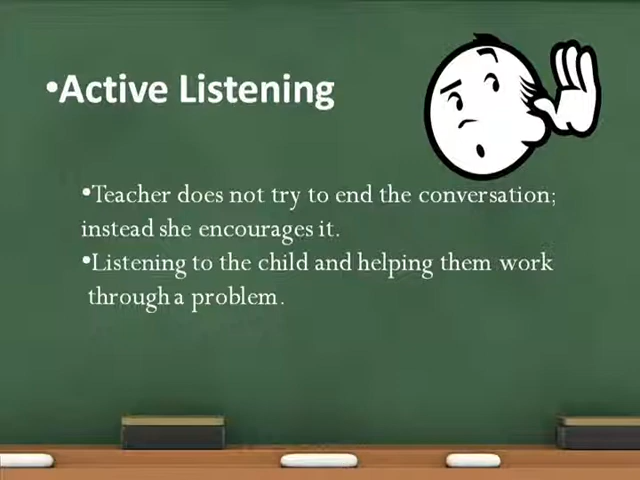 •Active Listening
•Teacher does not try to end the conversation;
instead she encourages it.
•Listening to the child and helping them work
through a problem.